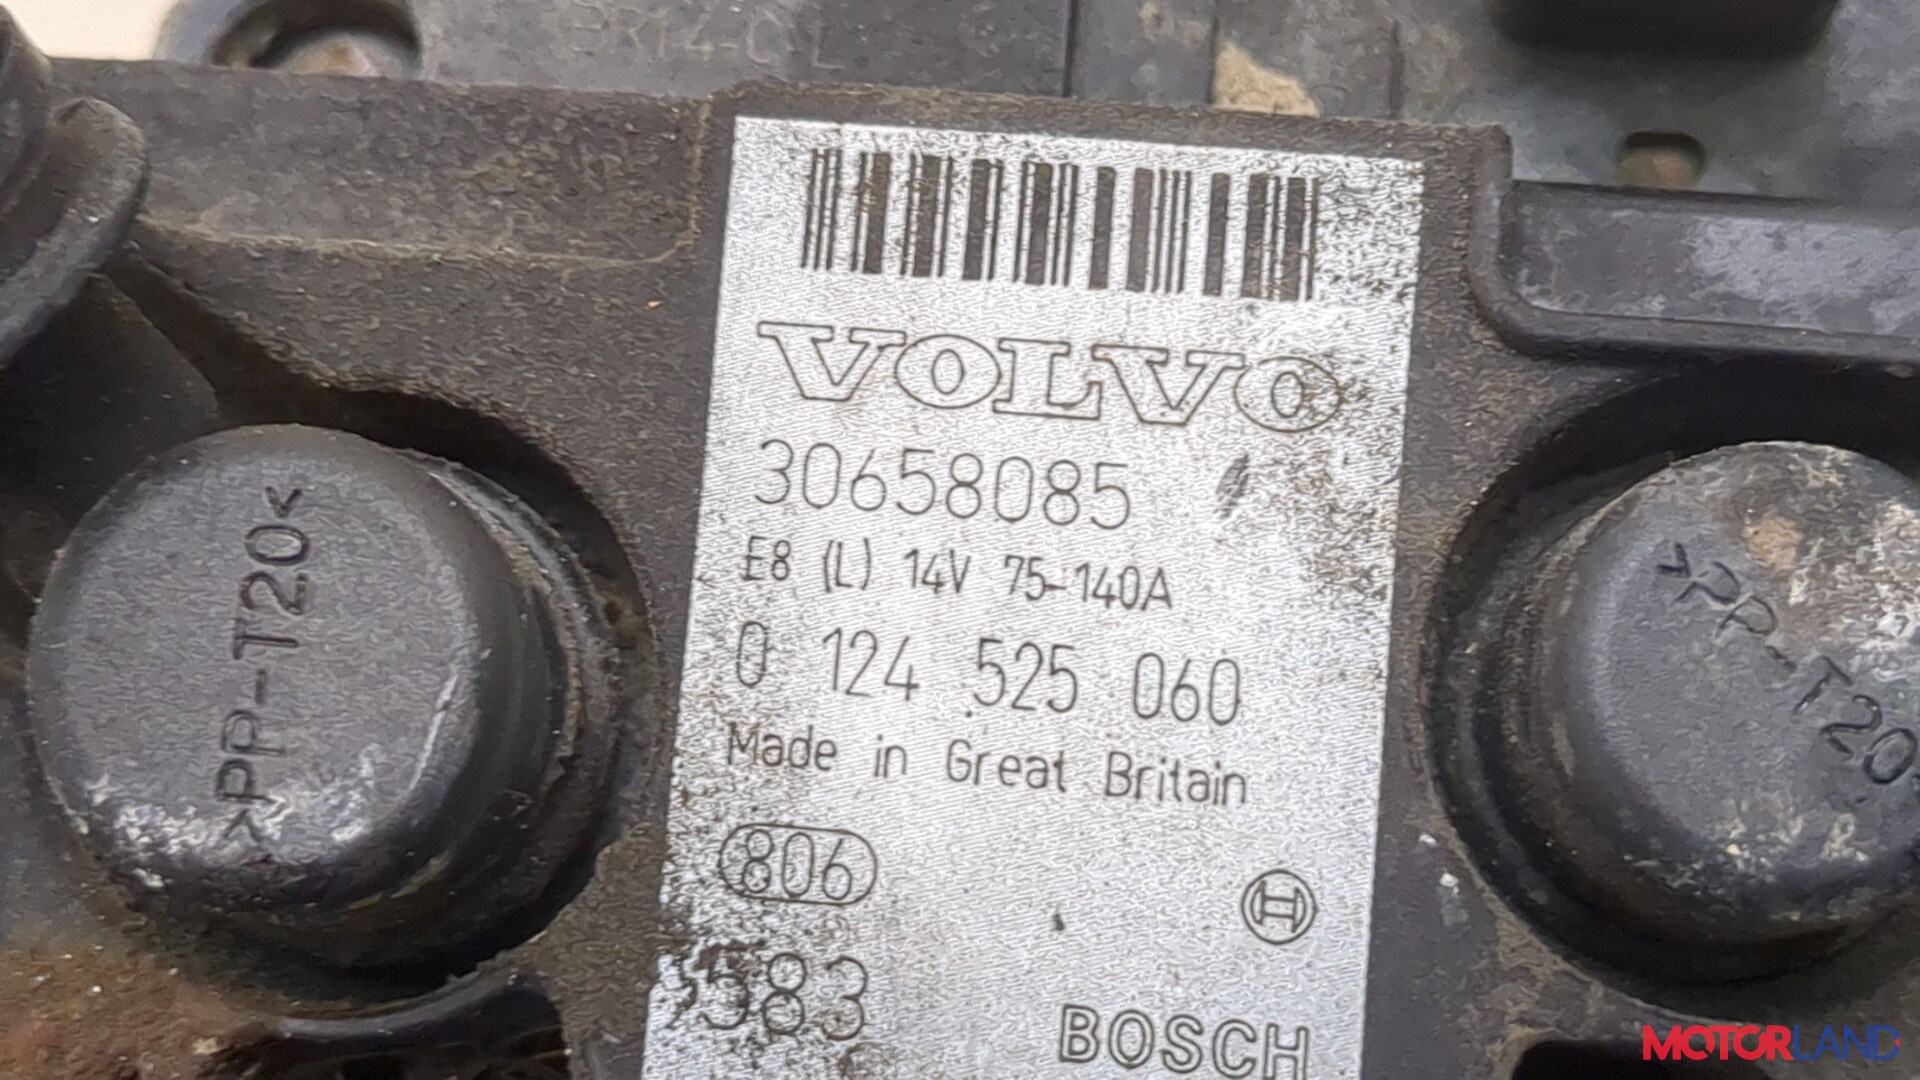 VOLVO
30658085
E8 (L) 14V 75-140A
0 124 525 060
Made in Great Britain
806
583
BOSCH
>PP-T20<
>PP-T20
MOTORLAND